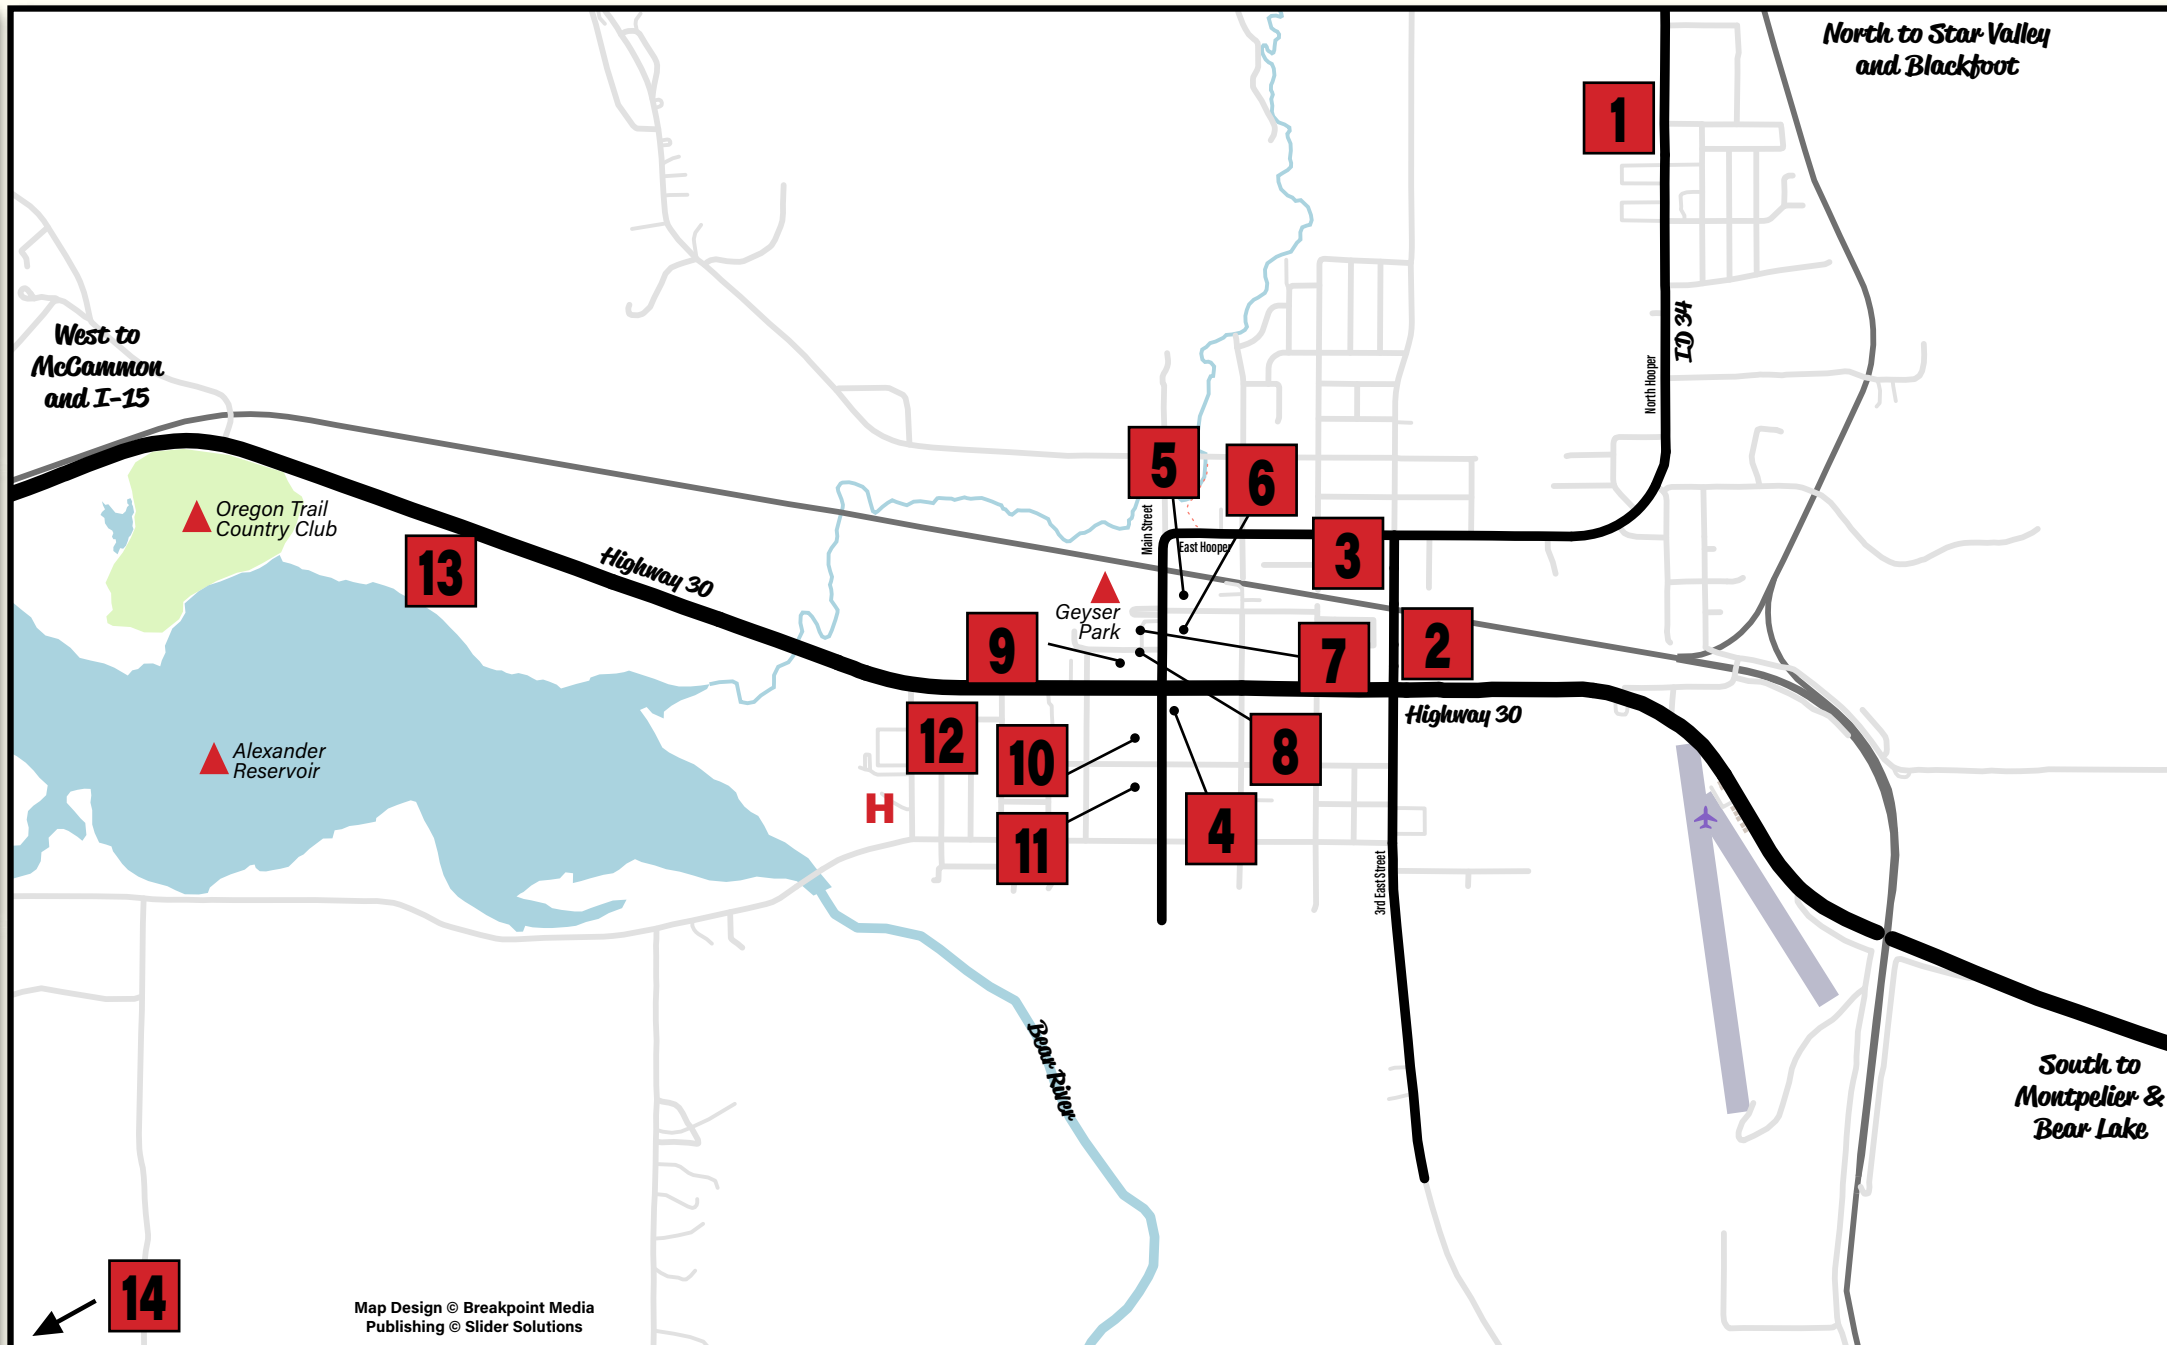 North to Star Valley
and Blackfoot
1
ID 34
North Hooper
West to
McCammon
and I-15
5
6
Main Street
East Hooper
3
Oregon Trail
Country Club
13
Highway 30
Geyser
Park
9
7
2
Highway 30
12
10
8
Alexander
Reservoir
H
11
4
3rd East Street
Bear River
South to
Montpelier &
Bear Lake
14
Map Design © Breakpoint Media
Publishing © Slider Solutions